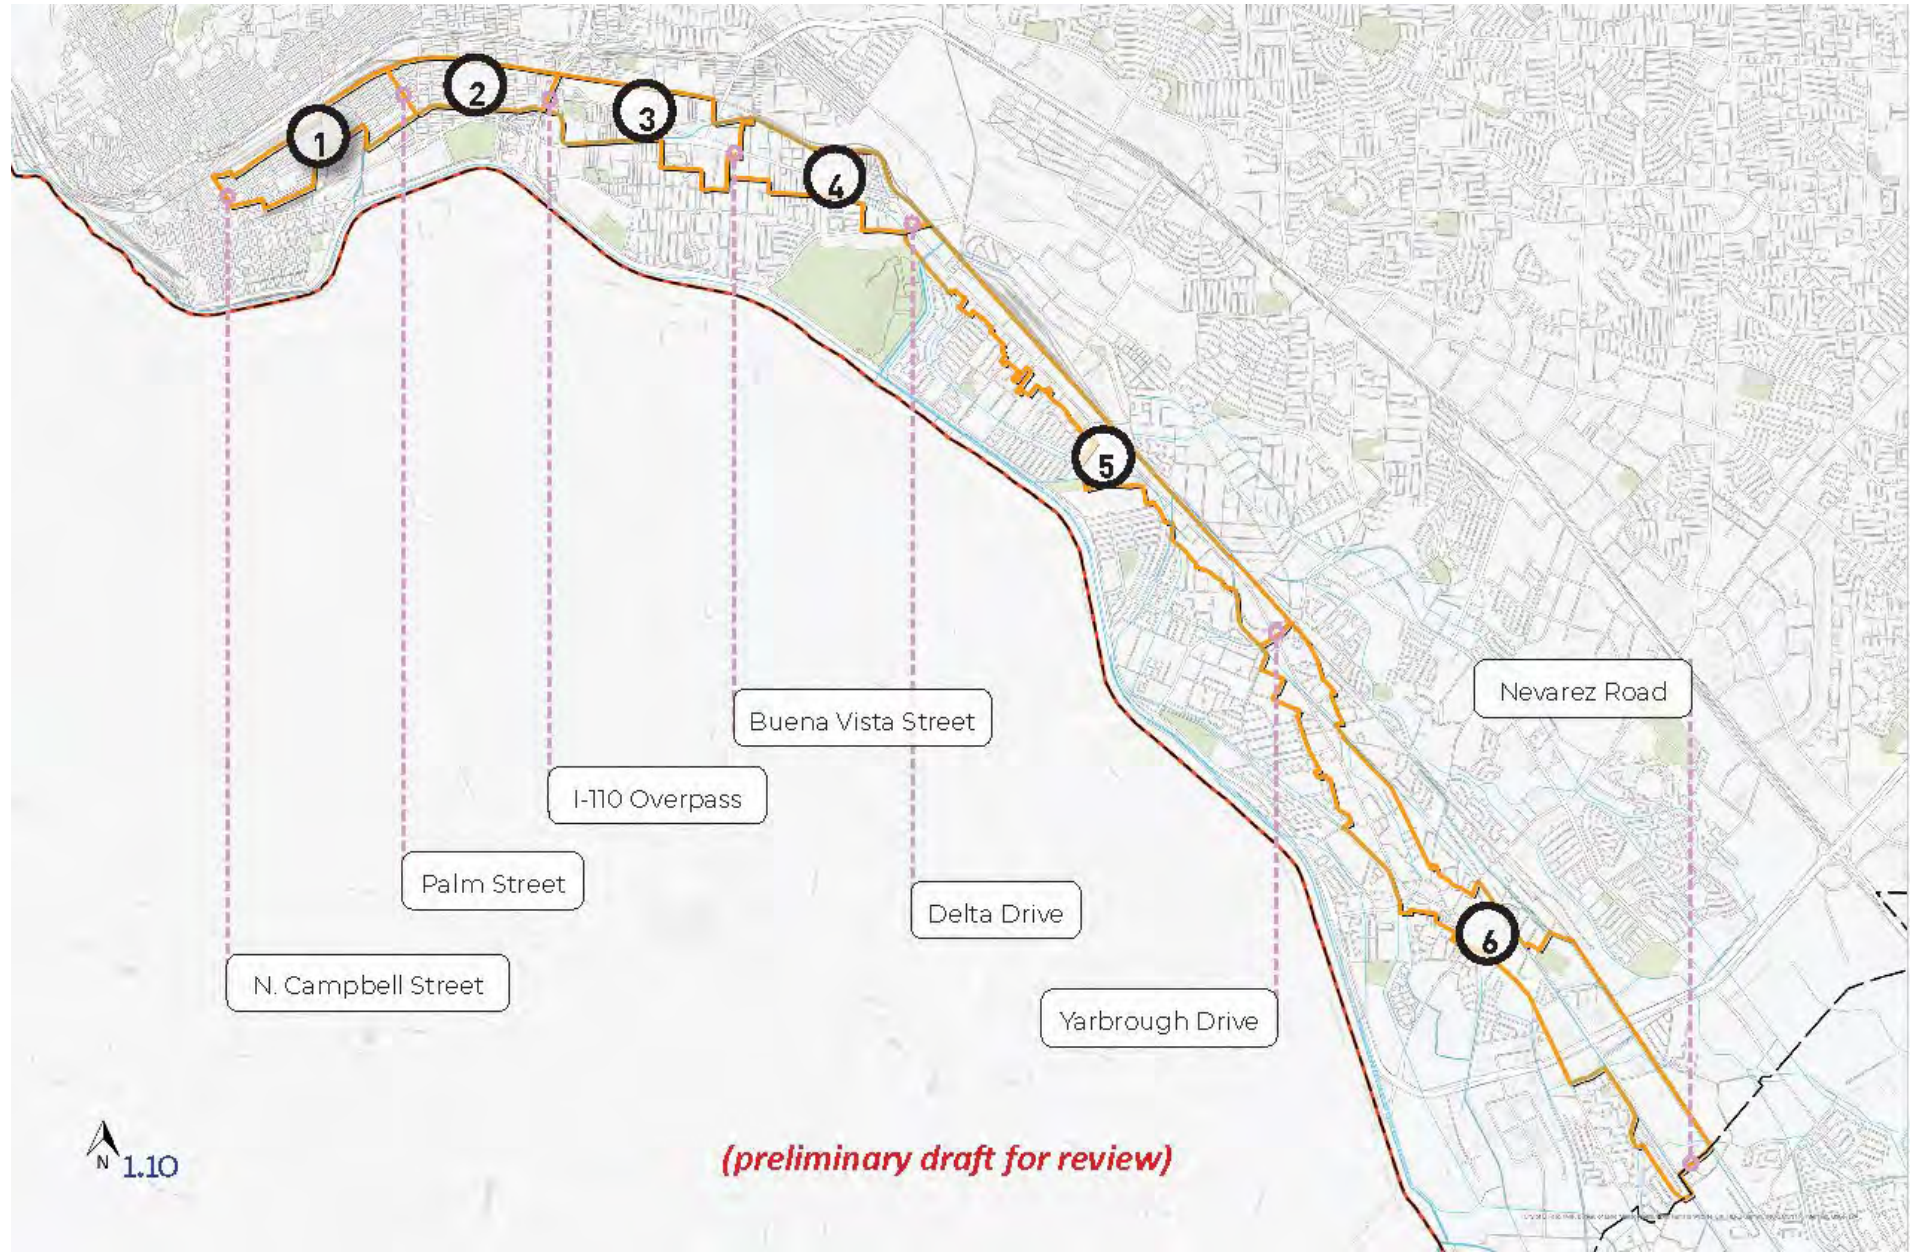 1
2
3
4
5
6
Nevarez Road
Buena Vista Street
I-110 Overpass
Palm Street
Delta Drive
N. Campbell Street
Yarbrough Drive
N
1.10
(preliminary draft for review)